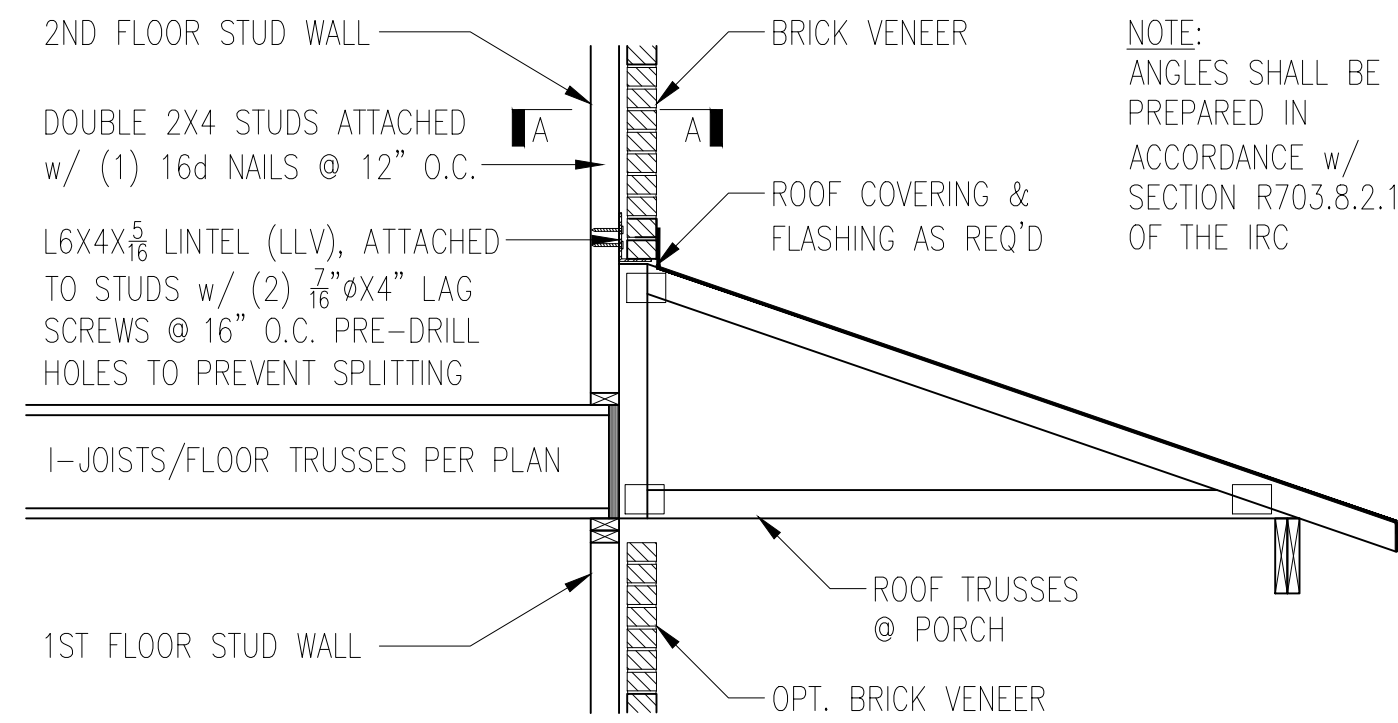 2ND FLOOR STUD WALL
DOUBLE 2X4 STUDS ATTACHED
w/ (1) 16d NAILS @ 12" O.C.
L6X4X5/16 LINTEL (LLV), ATTACHED
TO STUDS w/ (2) 7/16"øX4" LAG
SCREWS @ 16" O.C. PRE-DRILL
HOLES TO PREVENT SPLITTING
I-JOISTS/FLOOR TRUSSES PER PLAN
1ST FLOOR STUD WALL
A
A
BRICK VENEER
ROOF COVERING &
FLASHING AS REQ'D
ROOF TRUSSES
@ PORCH
OPT. BRICK VENEER
NOTE:
ANGLES SHALL BE
PREPARED IN
ACCORDANCE w/
SECTION R703.8.2.1
OF THE IRC